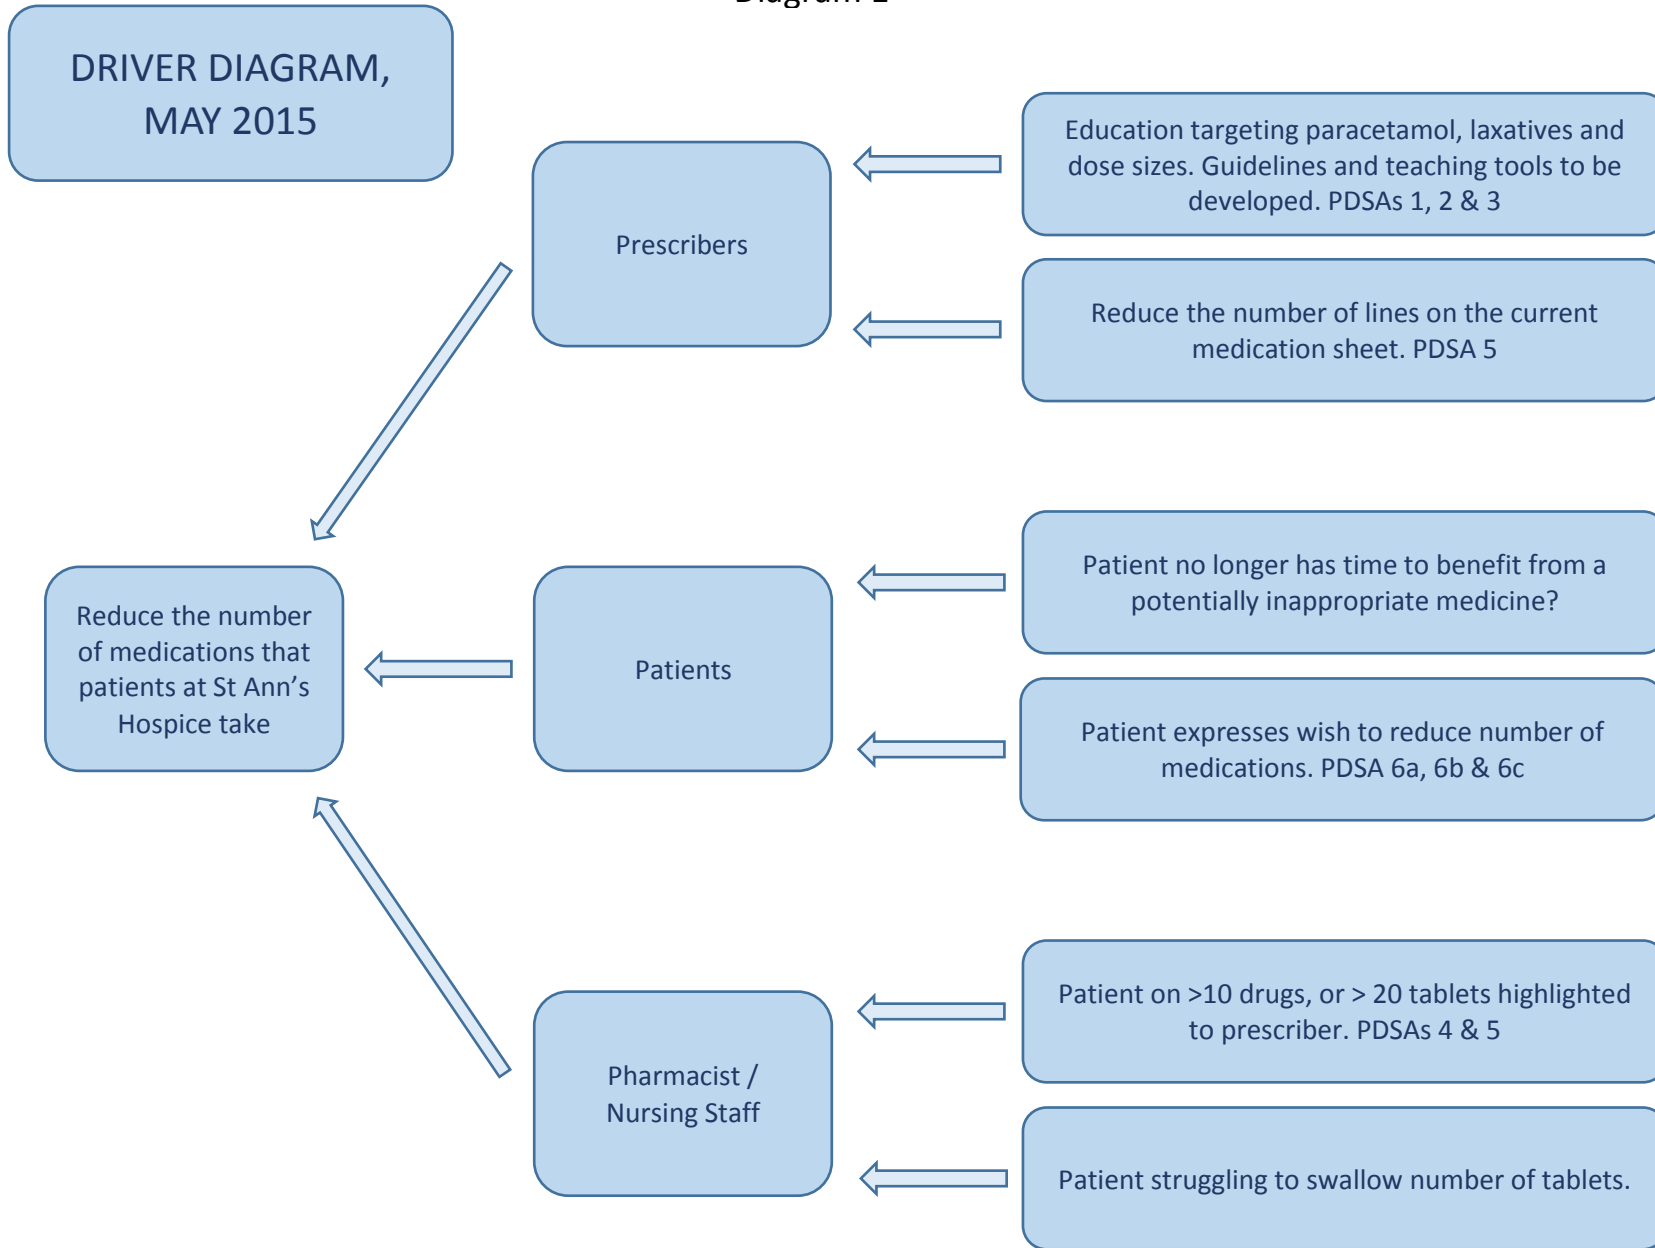 DRIVER DIAGRAM,
MAY 2015
Prescribers
Education targeting paracetamol, laxatives and
dose sizes. Guidelines and teaching tools to be
developed. PDSAs 1, 2 & 3
Reduce the number of lines on the current
medication sheet. PDSA 5
Reduce the number
of medications that
patients at St Ann’s
Hospice take
Patients
Patient no longer has time to benefit from a
potentially inappropriate medicine?
Patient expresses wish to reduce number of
medications. PDSA 6a, 6b & 6c
Pharmacist /
Nursing Staff
Patient on >10 drugs, or > 20 tablets highlighted
to prescriber. PDSAs 4 & 5
Patient struggling to swallow number of tablets.